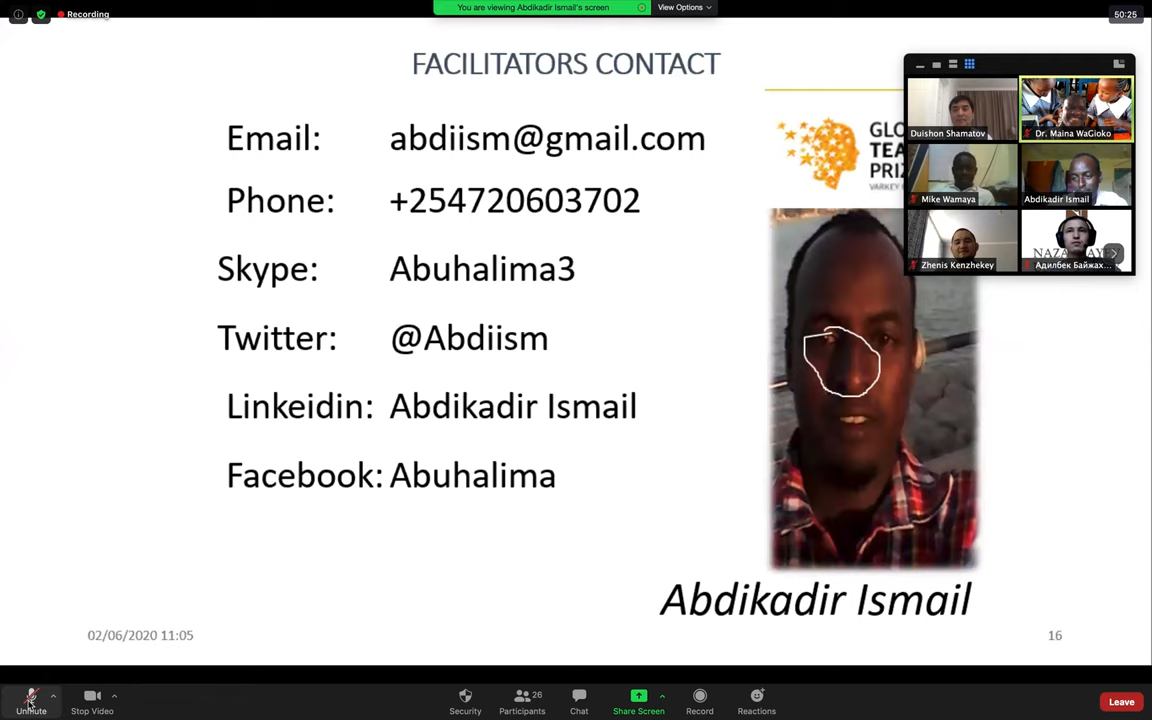 Recording
You are viewing Abdikadir Ismail's screen
View Options
50:25
FACILITATORS CONTACT
Email: abdiism@gmail.com
Phone: +254720603702
Skype: Abuhalima3
Twitter: @Abdiism
Linkeidin: Abdikadir Ismail
Facebook: Abuhalima
Duishon Shamatov
Dr. Maina WaGioko
Mike Wamaya
Abdikadir Ismail
Zhenis Kenzhekey
Адилбек Байжах...
Abdikadir Ismail
02/06/2020 11:05
16
Unmute
Stop Video
Security
Participants
26
Chat
Share Screen
Record
Reactions
Leave